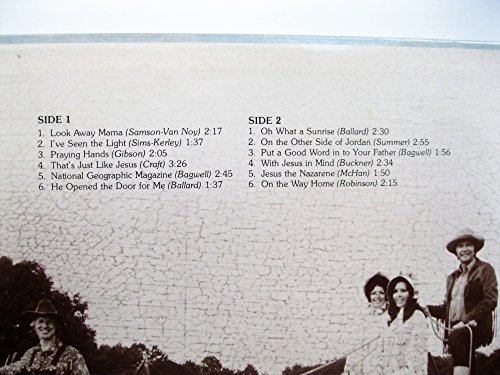 SIDE 1
1. Look Away Mama (Samson-Van Noy) 2:17
2. I've Seen the Light (Sims-Kerley) 1:37
3. Praying Hands (Gibson) 2:05
4. That's Just Like Jesus (Craft) 3:26
5. National Geographic Magazine (Bagwell) 2:45
6. He Opened the Door for Me (Ballard) 1:37
SIDE 2
1. Oh What a Sunrise (Ballard) 2:30
2. On the Other Side of Jordan (Summer) 2:55
3. Put a Good Word in to Your Father (Bagwell) 1:56
4. With Jesus in Mind (Buckner) 2:34
5. Jesus the Nazarene (McHan) 1:50
6. On the Way Home (Robinson) 2:15